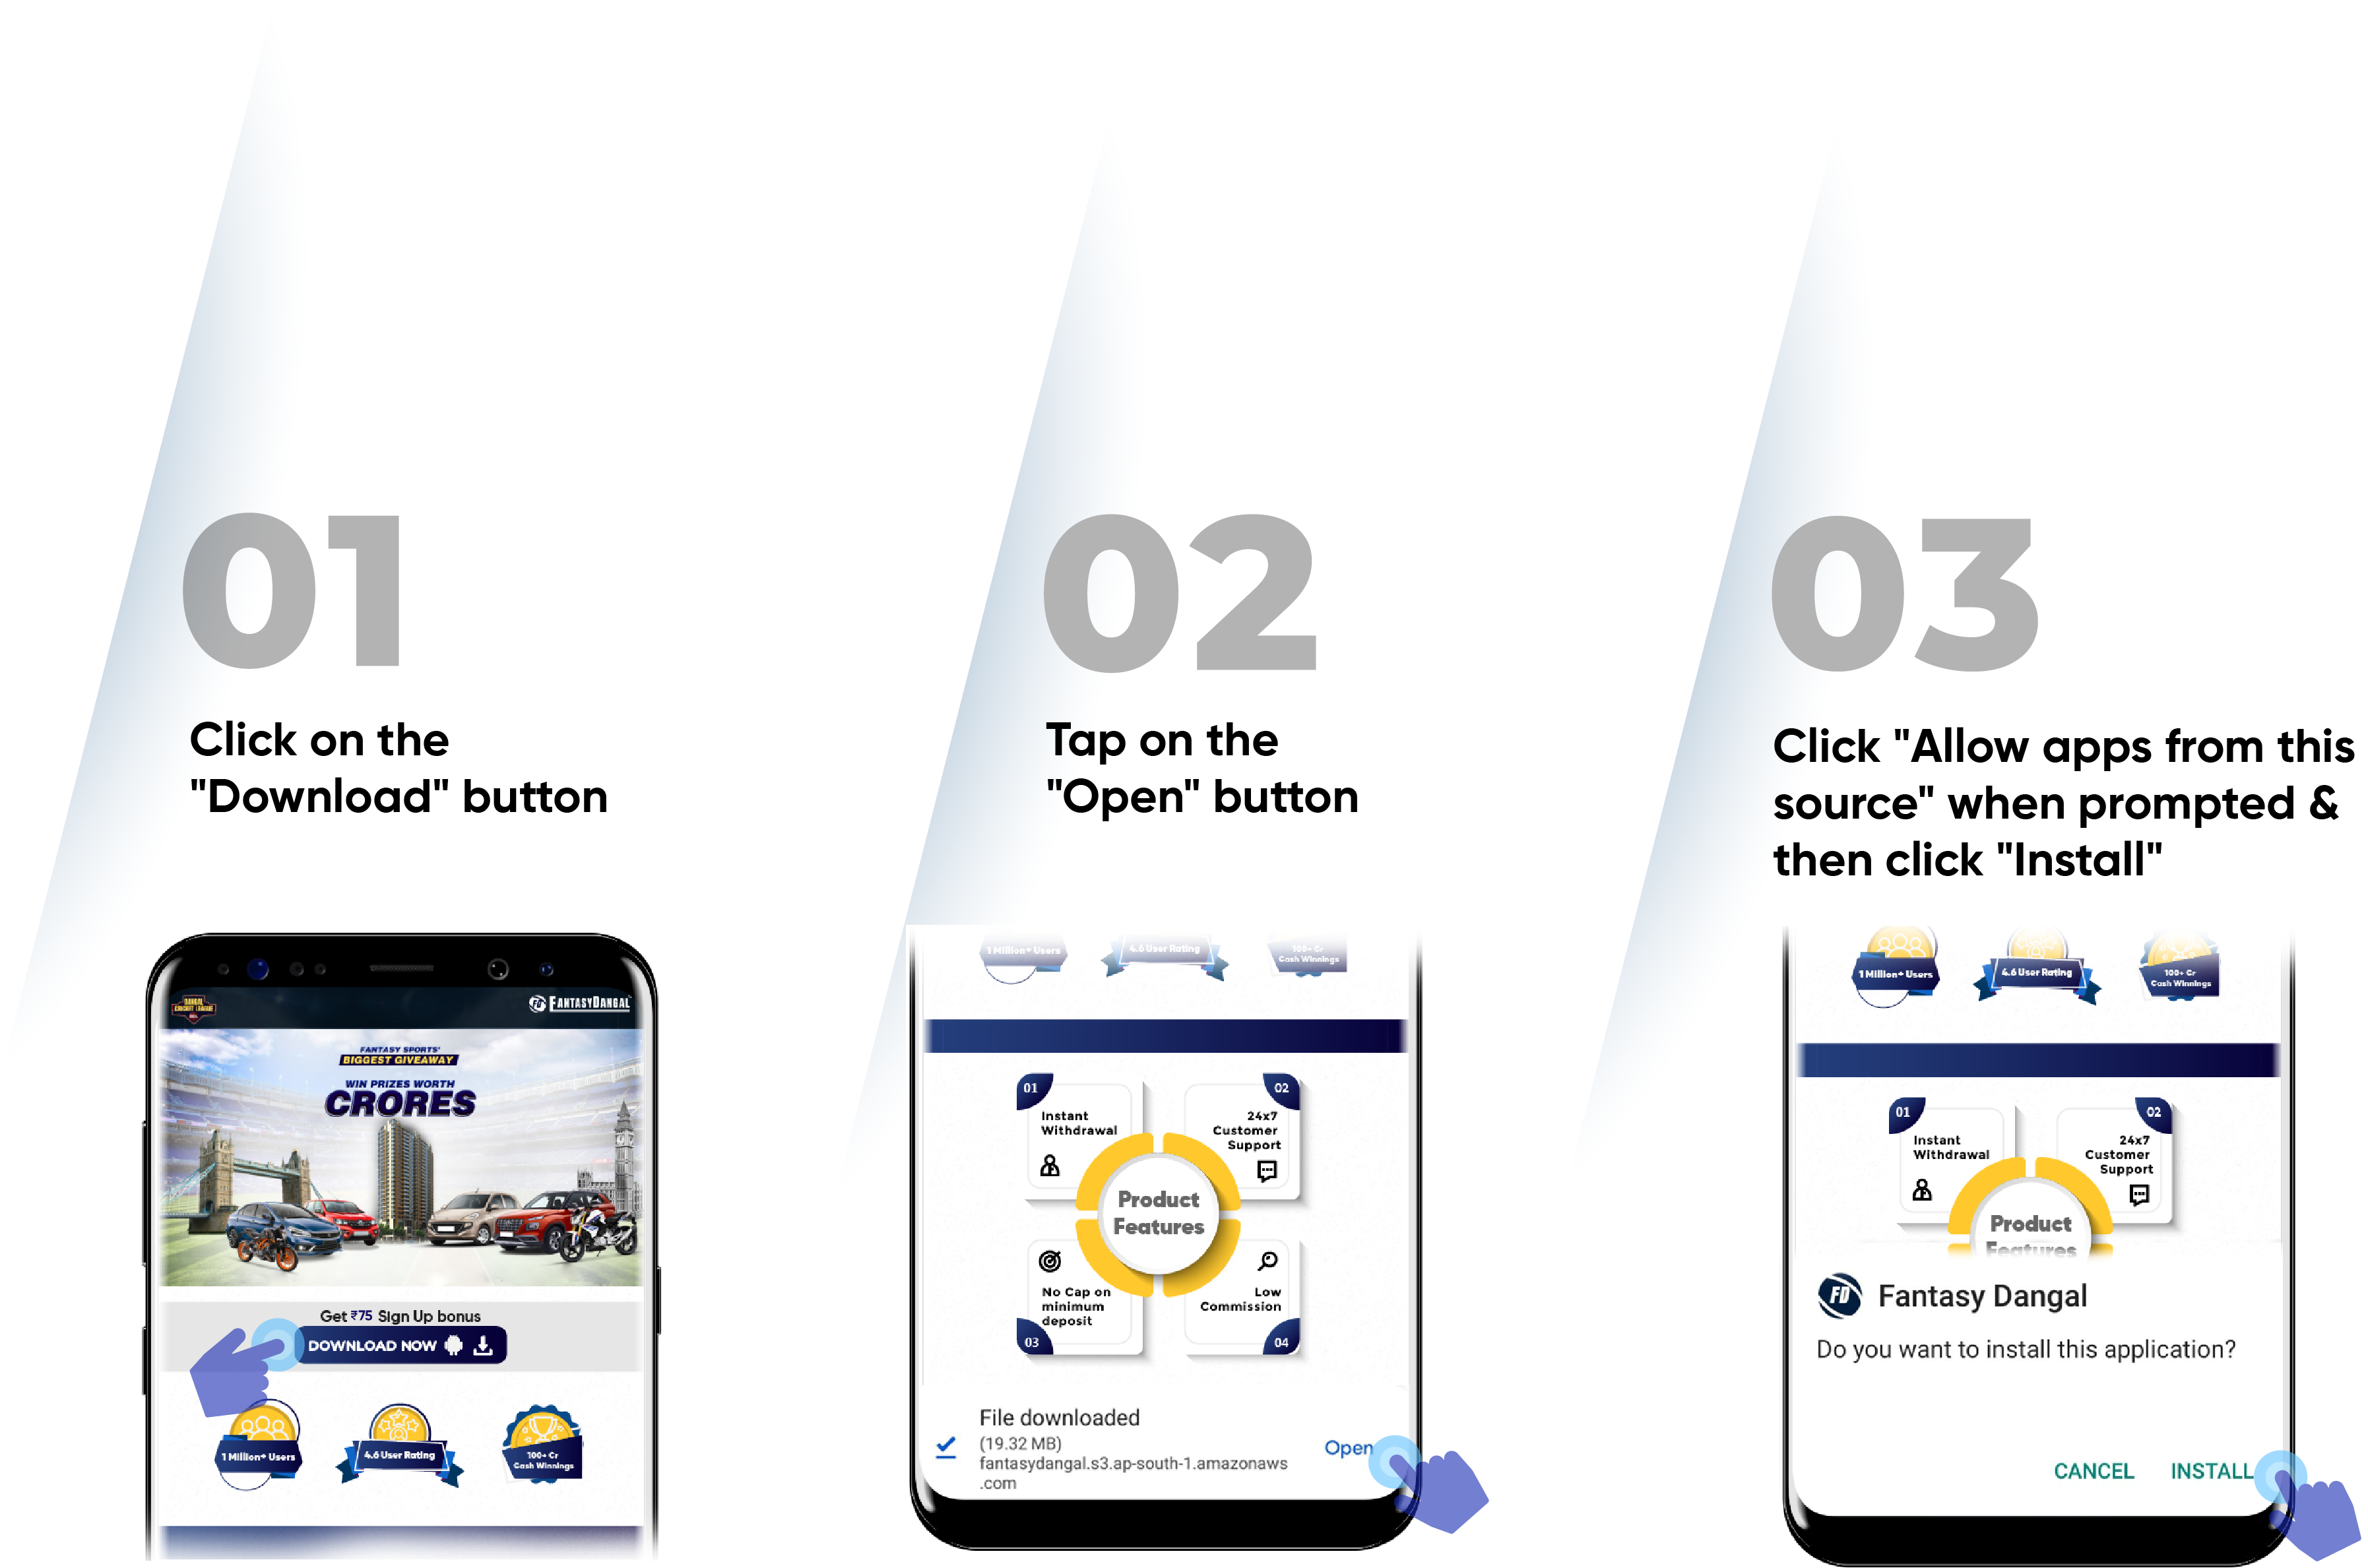 01
Click on the
"Download" button
DANGAL
CRICKET LEAGUE
FD FANTASYDANGAL
FANTASY SPORTS'
BIGGEST GIVEAWAY
WIN PRIZES WORTH
CRORES
Get ₹75 Sign Up bonus
DOWNLOAD NOW
1 Million+ Users
4.6 User Rating
100+ Cr
Cash Winnings
02
Tap on the
"Open" button
1 Million+ Users
4.6 User Rating
100+ Cr
Cash Winnings
01
Instant
Withdrawal
02
24x7
Customer
Support
Product
Features
No Cap on
minimum
deposit
03
Low
Commission
04
File downloaded
(19.32 MB)
fantasydangal.s3.ap-south-1.amazonaws
.com
Open
03
Click "Allow apps from this
source" when prompted &
then click "Install"
1 Million+ Users
4.6 User Rating
100+ Cr
Cash Winnings
01
Instant
Withdrawal
02
24x7
Customer
Support
Product
Features
FD Fantasy Dangal
Do you want to install this application?
CANCEL INSTALL